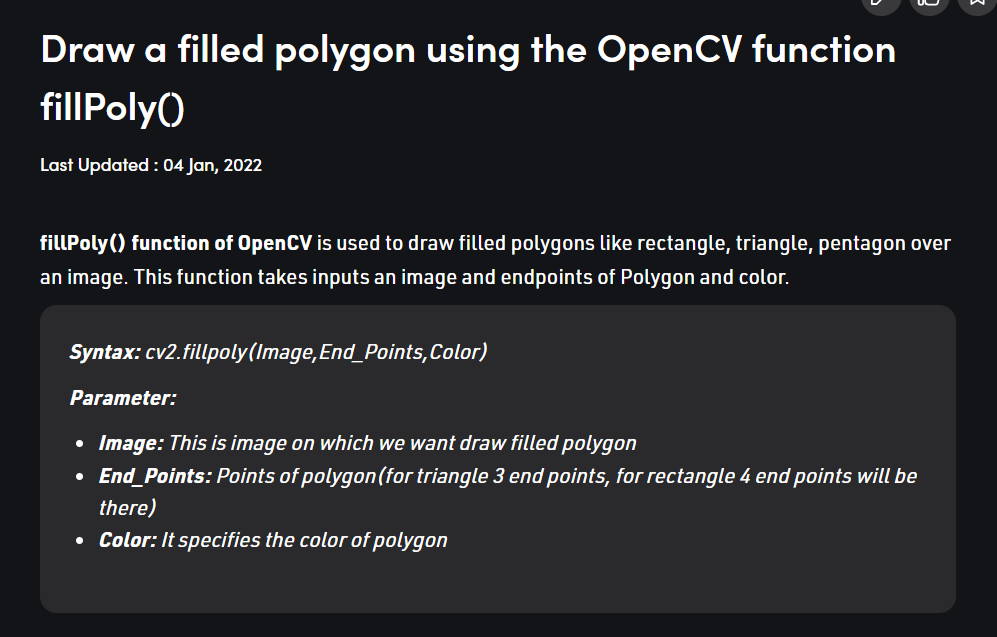 Draw a filled polygon using the OpenCV function
fillPoly()
Last Updated : 04 Jan, 2022
fillPoly() function of OpenCV is used to draw filled polygons like rectangle, triangle, pentagon over
an image. This function takes inputs an image and endpoints of Polygon and color.
Syntax: cv2.fillpoly(Image,End_Points,Color)
Parameter:
• Image: This is image on which we want draw filled polygon
• End_Points: Points of polygon(for triangle 3 end points, for rectangle 4 end points will be
there)
• Color: It specifies the color of polygon